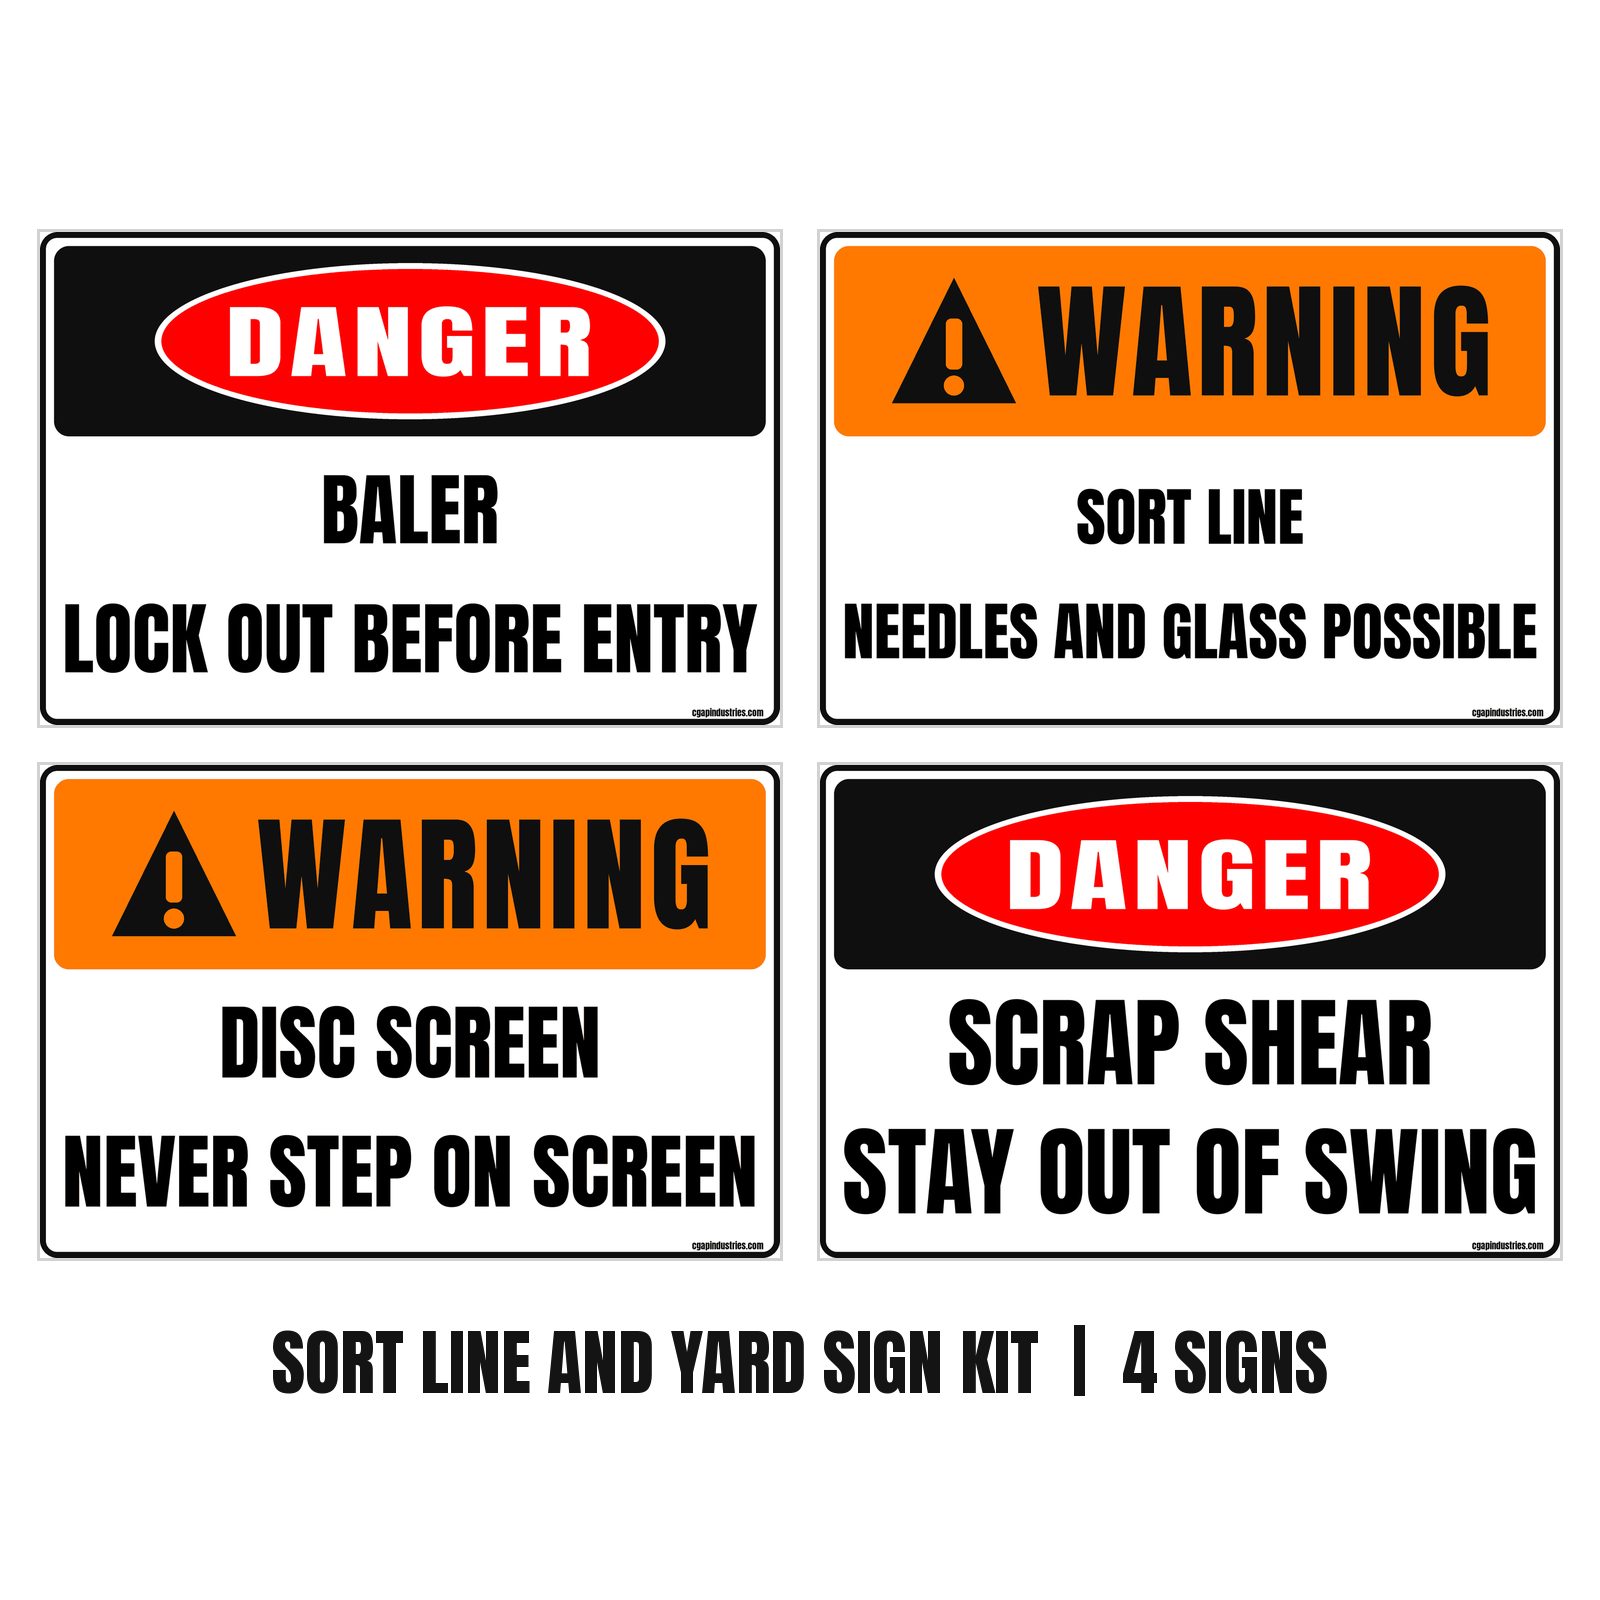 DANGER
BALER
LOCK OUT BEFORE ENTRY
cgapindustries.com
WARNING
SORT LINE
NEEDLES AND GLASS POSSIBLE
cgapindustries.com
WARNING
DISC SCREEN
NEVER STEP ON SCREEN
cgapindustries.com
DANGER
SCRAP SHEAR
STAY OUT OF SWING
cgapindustries.com
SORT LINE AND YARD SIGN KIT | 4 SIGNS